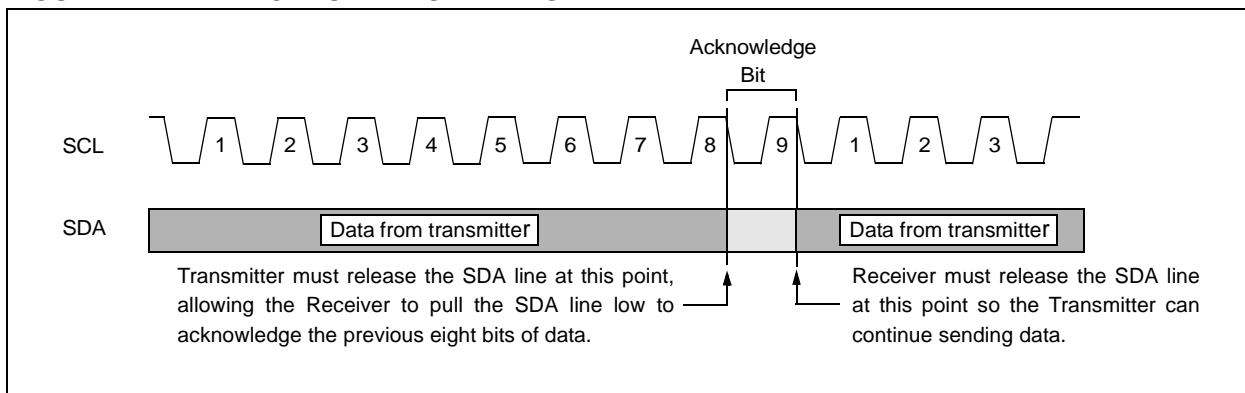 Acknowledge
Bit
SCL
1 2 3 4 5 6 7 8 9 1 2 3
SDA
Data from transmitter
Data from transmitter
Transmitter must release the SDA line at this point,
allowing the Receiver to pull the SDA line low to
acknowledge the previous eight bits of data.
Receiver must release the SDA line
at this point so the Transmitter can
continue sending data.